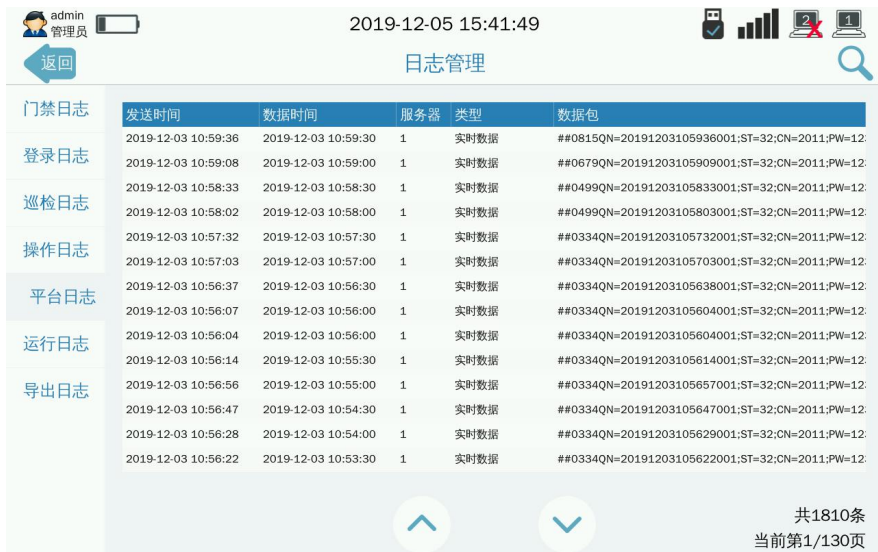 admin
管理员
2019-12-05 15:41:49
2
1
返回
日志管理
门禁日志
登录日志
巡检日志
操作日志
平台日志
运行日志
导出日志
发送时间 数据时间 服务器 类型 数据包
2019-12-03 10:59:36 2019-12-03 10:59:30 1 实时数据 ##0815QN=20191203105936001;ST=32;CN=2011;PW=12
2019-12-03 10:59:08 2019-12-03 10:59:00 1 实时数据 ##0679QN=20191203105909001;ST=32;CN=2011;PW=12
2019-12-03 10:58:33 2019-12-03 10:58:30 1 实时数据 ##0499QN=20191203105833001;ST=32;CN=2011;PW=12
2019-12-03 10:58:02 2019-12-03 10:58:00 1 实时数据 ##0499QN=20191203105803001;ST=32;CN=2011;PW=12
2019-12-03 10:57:32 2019-12-03 10:57:30 1 实时数据 ##0334QN=20191203105732001;ST=32;CN=2011;PW=12
2019-12-03 10:57:03 2019-12-03 10:57:00 1 实时数据 ##0334QN=20191203105703001;ST=32;CN=2011;PW=12
2019-12-03 10:56:37 2019-12-03 10:56:30 1 实时数据 ##0334QN=20191203105638001;ST=32;CN=2011;PW=12
2019-12-03 10:56:07 2019-12-03 10:56:00 1 实时数据 ##0334QN=20191203105604001;ST=32;CN=2011;PW=12
2019-12-03 10:56:04 2019-12-03 10:56:00 1 实时数据 ##0334QN=20191203105604001;ST=32;CN=2011;PW=12
2019-12-03 10:56:14 2019-12-03 10:55:30 1 实时数据 ##0334QN=20191203105614001;ST=32;CN=2011;PW=12
2019-12-03 10:56:56 2019-12-03 10:55:00 1 实时数据 ##0334QN=20191203105657001;ST=32;CN=2011;PW=12
2019-12-03 10:56:47 2019-12-03 10:54:30 1 实时数据 ##0334QN=20191203105647001;ST=32;CN=2011;PW=12
2019-12-03 10:56:28 2019-12-03 10:54:00 1 实时数据 ##0334QN=20191203105629001;ST=32;CN=2011;PW=12
2019-12-03 10:56:22 2019-12-03 10:53:30 1 实时数据 ##0334QN=20191203105622001;ST=32;CN=2011;PW=12
共1810条
当前第1/130页